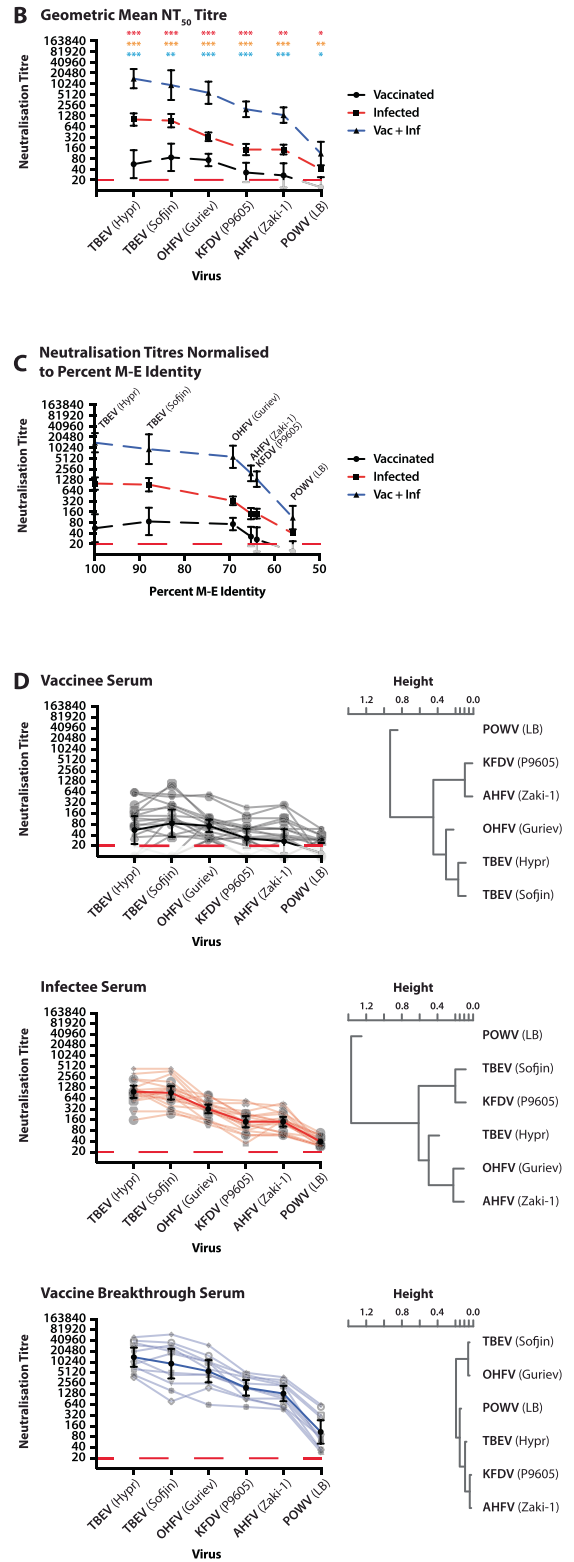 B
Geometric Mean NT50 Titre
*** *** *** *** ** *
*** *** *** *** *** **
*** ** *** *** *** *
Neutralisation Titre
163840
81920
40960
20480
10240
5120
2560
1280
640
320
160
80
40
20
Vaccinated
Infected
Vac + Inf
TBEV (Hypr)
TBEV (Sofjin)
OHFV (Guriev)
KFDV (P9605)
AHFV (Zaki-1)
POWV (LB)
Virus
C
Neutralisation Titres Normalised
to Percent M-E Identity
Neutralisation Titre
163840
81920
40960
20480
10240
5120
2560
1280
640
320
160
80
40
20
TBEV (Hypr)
TBEV (Sofjin)
OHFV (Guriev)
AHFV (Zaki-1)
KFDV (P9605)
POWV (LB)
Vaccinated
Infected
Vac + Inf
100 90 80 70 60 50
Percent M-E Identity
D
Vaccinee Serum
Neutralisation Titre
163840
81920
40960
20480
10240
5120
2560
1280
640
320
160
80
40
20
TBEV (Hypr)
TBEV (Sofjin)
OHFV (Guriev)
KFDV (P9605)
AHFV (Zaki-1)
POWV (LB)
Virus
Height
1.2 0.8 0.4 0.0
POWV (LB)
KFDV (P9605)
AHFV (Zaki-1)
OHFV (Guriev)
TBEV (Hypr)
TBEV (Sofjin)
Infectee Serum
Neutralisation Titre
163840
81920
40960
20480
10240
5120
2560
1280
640
320
160
80
40
20
TBEV (Hypr)
TBEV (Sofjin)
OHFV (Guriev)
KFDV (P9605)
AHFV (Zaki-1)
POWV (LB)
Virus
Height
1.2 0.8 0.4 0.0
POWV (LB)
TBEV (Sofjin)
KFDV (P9605)
TBEV (Hypr)
OHFV (Guriev)
AHFV (Zaki-1)
Vaccine Breakthrough Serum
Neutralisation Titre
163840
81920
40960
20480
10240
5120
2560
1280
640
320
160
80
40
20
TBEV (Hypr)
TBEV (Sofjin)
OHFV (Guriev)
KFDV (P9605)
AHFV (Zaki-1)
POWV (LB)
Virus
Height
1.2 0.8 0.4 0.0
TBEV (Sofjin)
OHFV (Guriev)
POWV (LB)
TBEV (Hypr)
KFDV (P9605)
AHFV (Zaki-1)